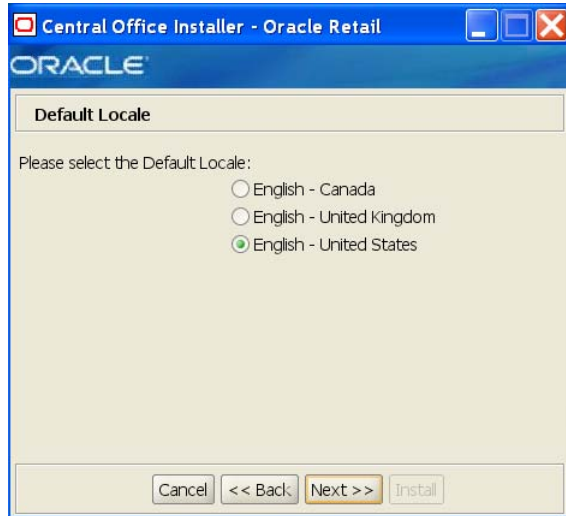 Central Office Installer - Oracle Retail
ORACLE
Default Locale
Please select the Default Locale:
English - Canada
English - United Kingdom
English - United States
Cancel << Back Next >> Install